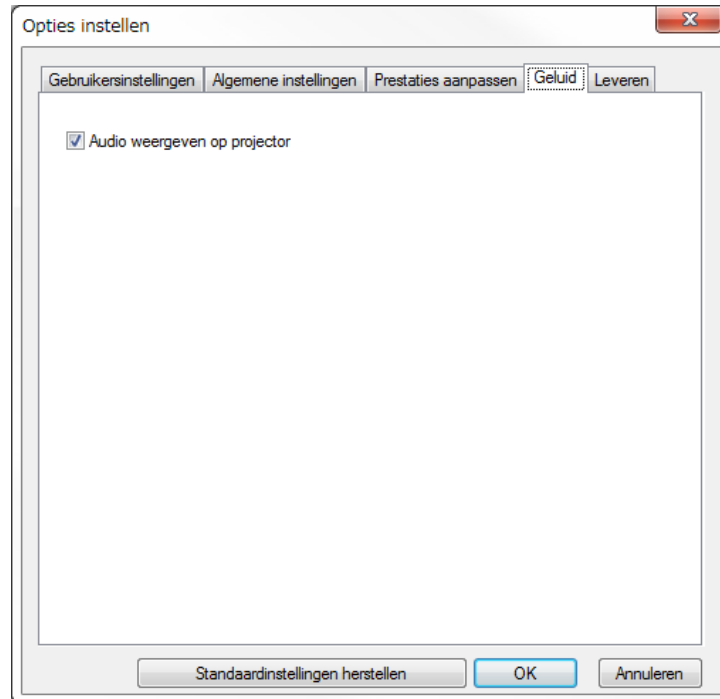 Opties instellen
Gebruikersinstellingen Algemene instellingen Prestaties aanpassen Geluid Leveren
Audio weergeven op projector
Standaardinstellingen herstellen OK Annuleren